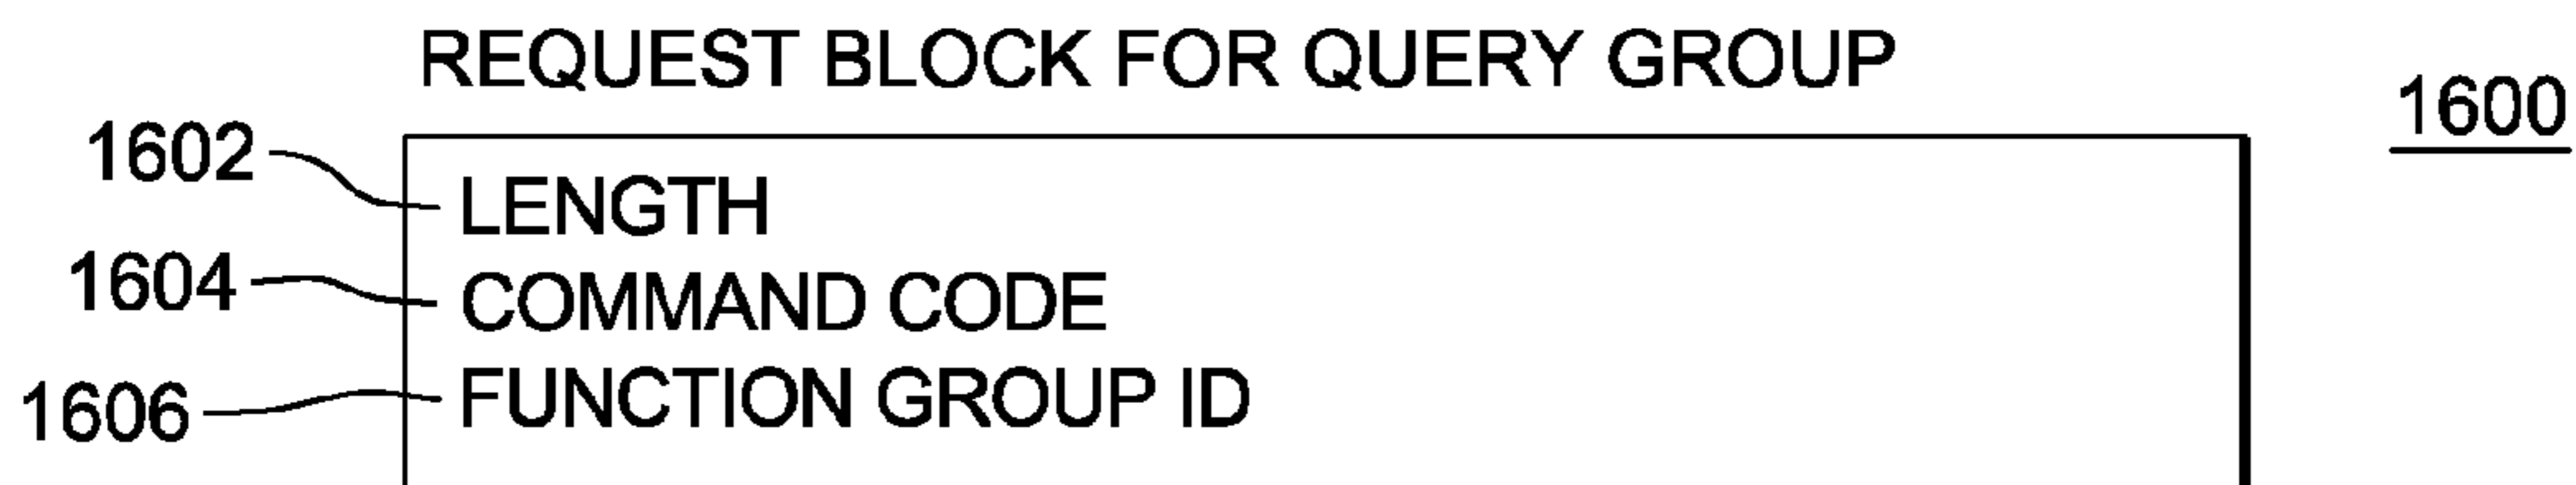 REQUEST BLOCK FOR QUERY GROUP
1600
1602 LENGTH
1604 COMMAND CODE
1606 FUNCTION GROUP ID